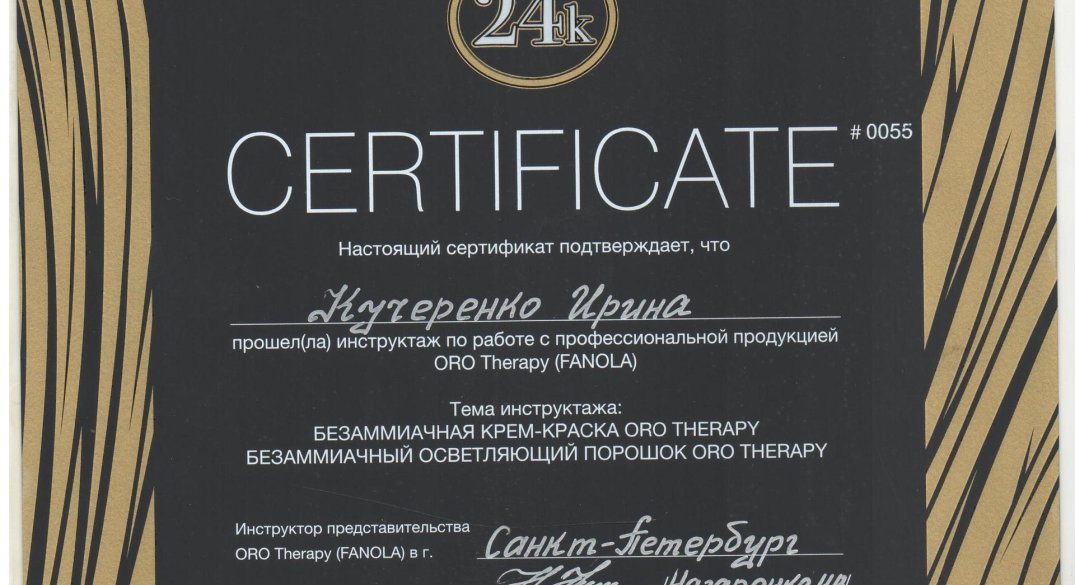 24k
CERTIFICATE
# 0055
Настоящий сертификат подтверждает, что
Кучеренко Ирина
прошел(ла) инструктаж по работе с профессиональной продукцией
ORO Therapy (FANOLA)
Тема инструктажа:
БЕЗАММИАЧНАЯ КРЕМ-КРАСКА ORO THERAPY
БЕЗАММИАЧНЫЙ ОСВЕТЛЯЮЩИЙ ПОРОШОК ORO THERAPY
Инструктор представительства
ORO Therapy (FANOLA) в г.
Санкт-Петербург